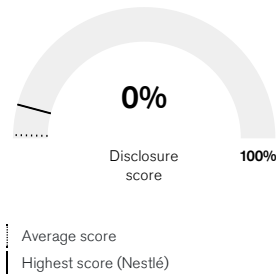 0%
Disclosure
score
100%
Average score
Highest score (Nestlé)